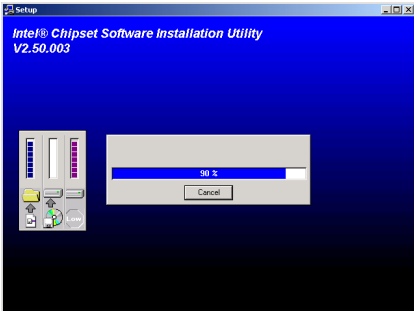 Setup
Intel® Chipset Software Installation Utility
V2.50.003
90 %
Cancel
Low